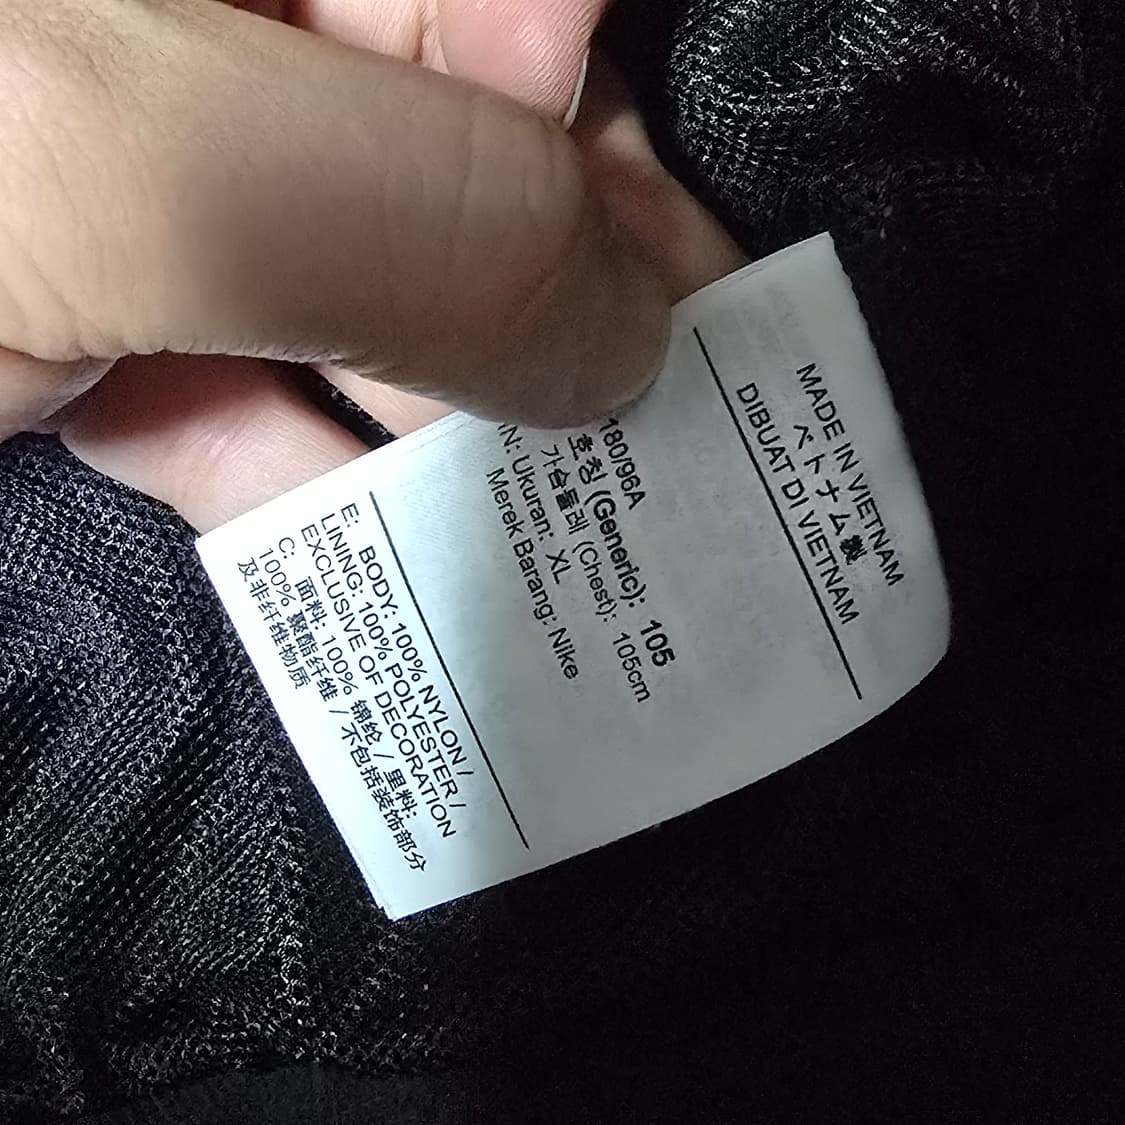 MADE IN VIETNAM
ベトナム製
DIBUAT DI VIETNAM
180/96A
호칭 (Generic): 105
가슴둘레 (Chest): 105cm
N: Ukuran: XL
Merek Barang: Nike
E: BODY: 100% NYLON /
LINING: 100% POLYESTER /
EXCLUSIVE OF DECORATION
C: 面料: 100% 锦纶 / 里料:
100% 聚酯纤维 / 不包括装饰部分
及非纤维物质